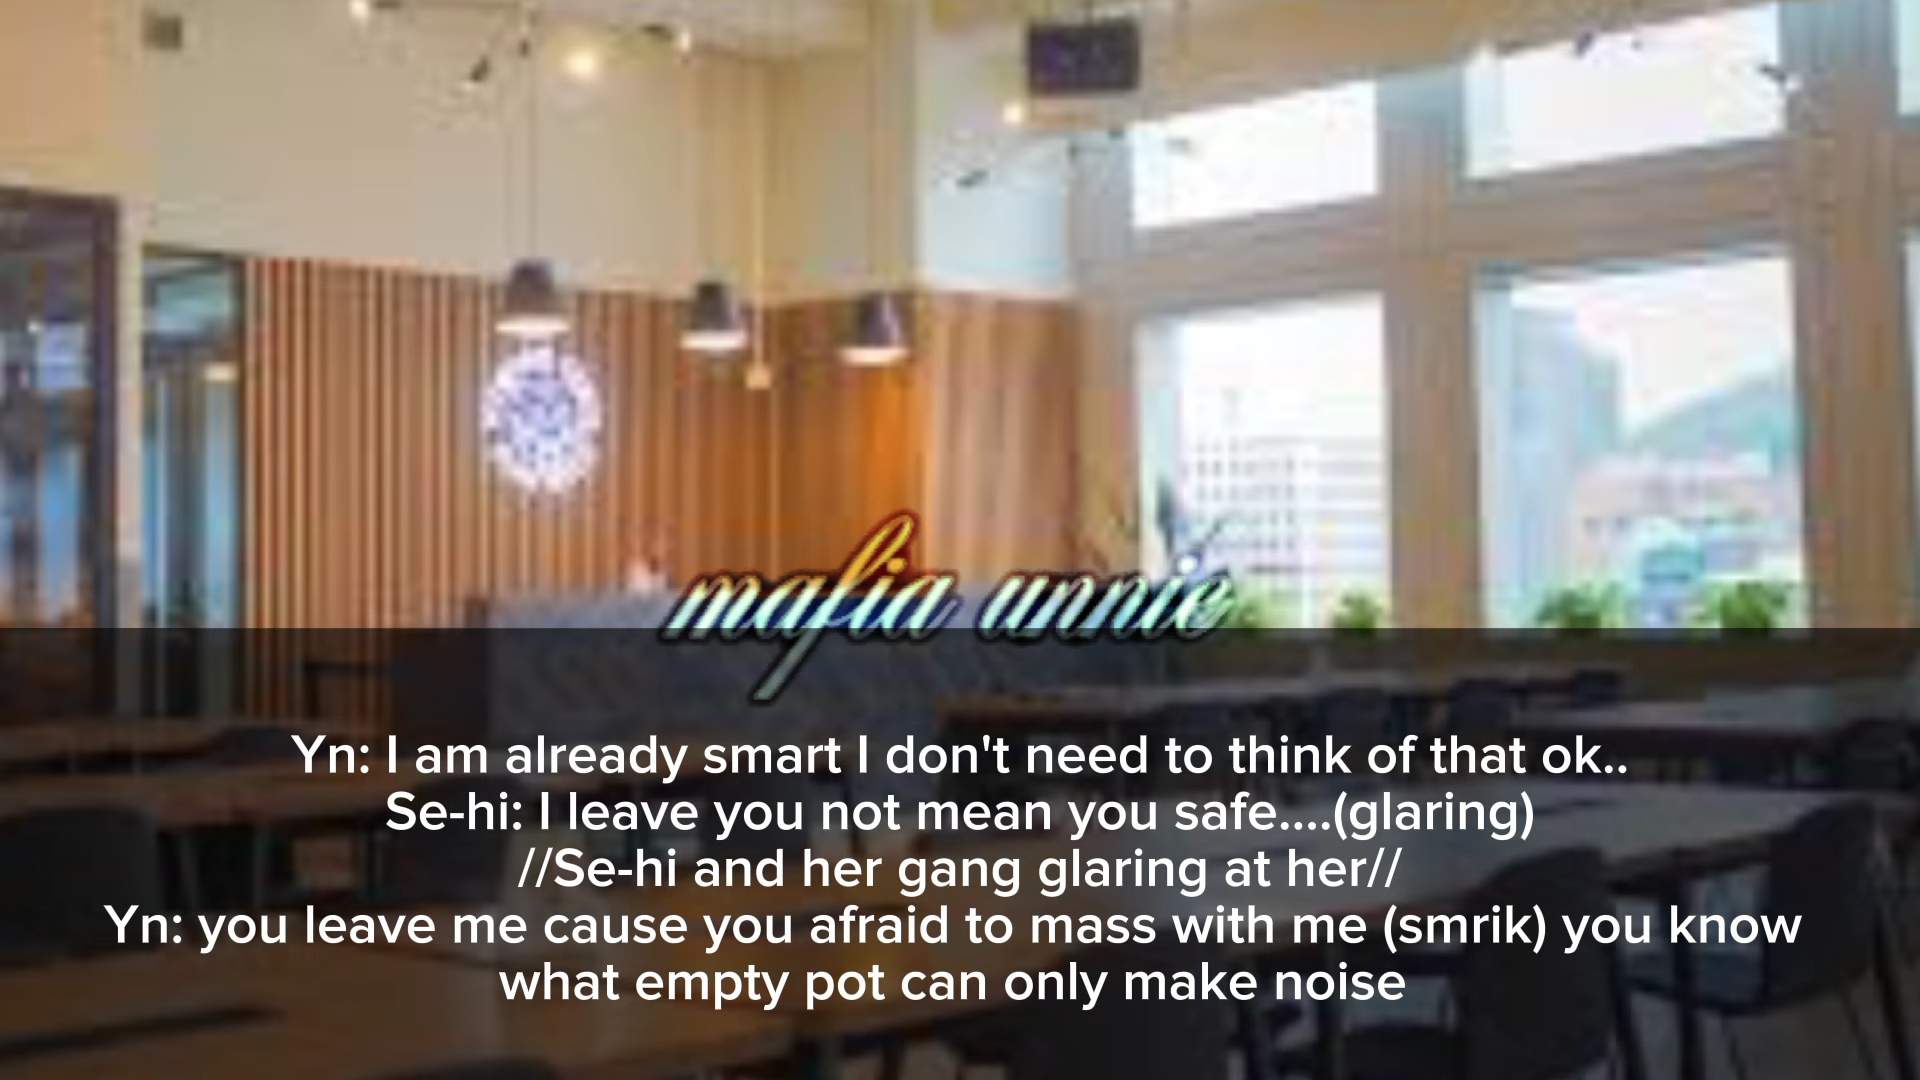 mafia unnie
Yn: I am already smart I don't need to think of that ok..
Se-hi: I leave you not mean you safe....(glaring)
//Se-hi and her gang glaring at her//
Yn: you leave me cause you afraid to mass with me (smrik) you know
what empty pot can only make noise